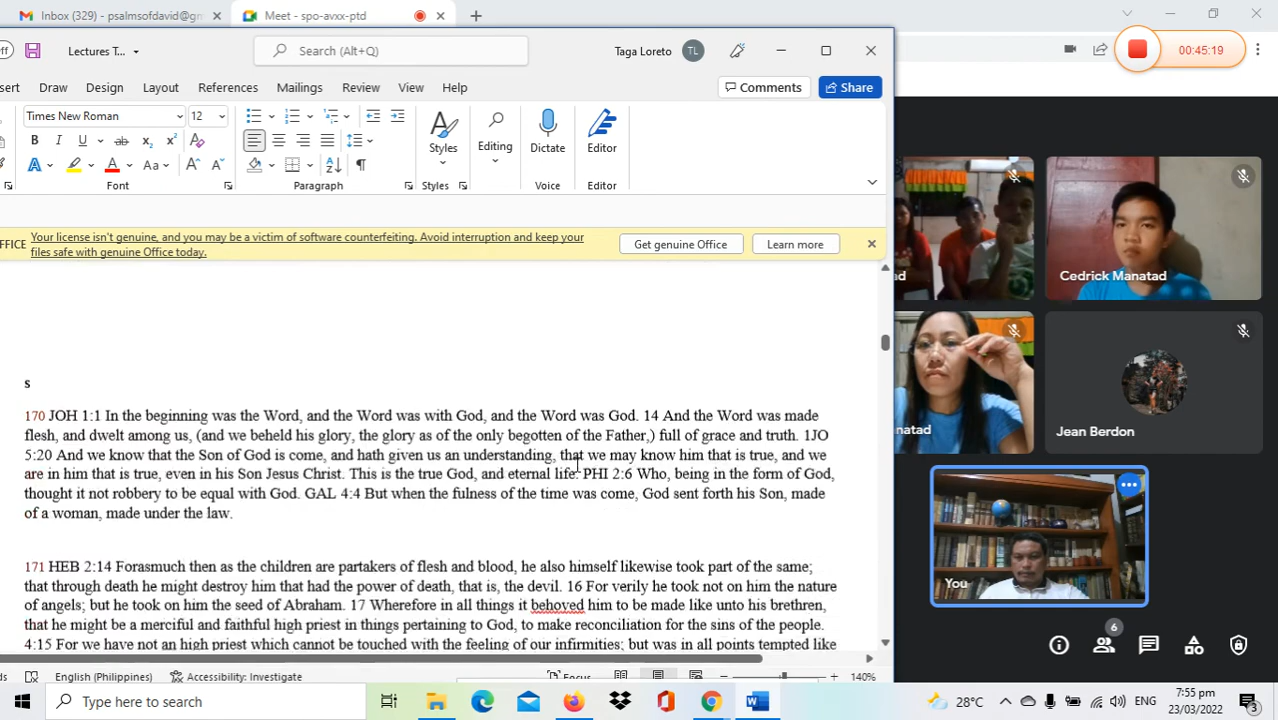 Inbox (329) - psalmsofdavid@gm
Meet - spo-avxx-ptd
Lectures T...
Search (Alt+Q)
Taga Loreto
TL
00:45:19
Draw
Design
Layout
References
Mailings
Review
View
Help
Comments
Share
Times New Roman
12
Styles
Editing
Dictate
Editor
Font
Paragraph
Styles
Voice
Editor
OFFICE
Your license isn't genuine, and you may be a victim of software counterfeiting. Avoid interruption and keep your
files safe with genuine Office today.
Get genuine Office
Learn more
s
170 JOH 1:1 In the beginning was the Word, and the Word was with God, and the Word was God. 14 And the Word was made
flesh, and dwelt among us, (and we beheld his glory, the glory as of the only begotten of the Father,) full of grace and truth. 1JO
5:20 And we know that the Son of God is come, and hath given us an understanding, that we may know him that is true, and we
are in him that is true, even in his Son Jesus Christ. This is the true God, and eternal life. PHI 2:6 Who, being in the form of God,
thought it not robbery to be equal with God. GAL 4:4 But when the fulness of the time was come, God sent forth his Son, made
of a woman, made under the law.
171 HEB 2:14 Forasmuch then as the children are partakers of flesh and blood, he also himself likewise took part of the same;
that through death he might destroy him that had the power of death, that is, the devil. 16 For verily he took not on him the nature
of angels; but he took on him the seed of Abraham. 17 Wherefore in all things it behoved him to be made like unto his brethren,
that he might be a merciful and faithful high priest in things pertaining to God, to make reconciliation for the sins of the people.
4:15 For we have not an high priest which cannot be touched with the feeling of our infirmities; but was in all points tempted like
English (Philippines)
Accessibility: Investigate
Focus
140%
Cedrick Manatad
Jean Berdon
You
6
Type here to search
28°C
ENG
7:55 pm
23/03/2022
3